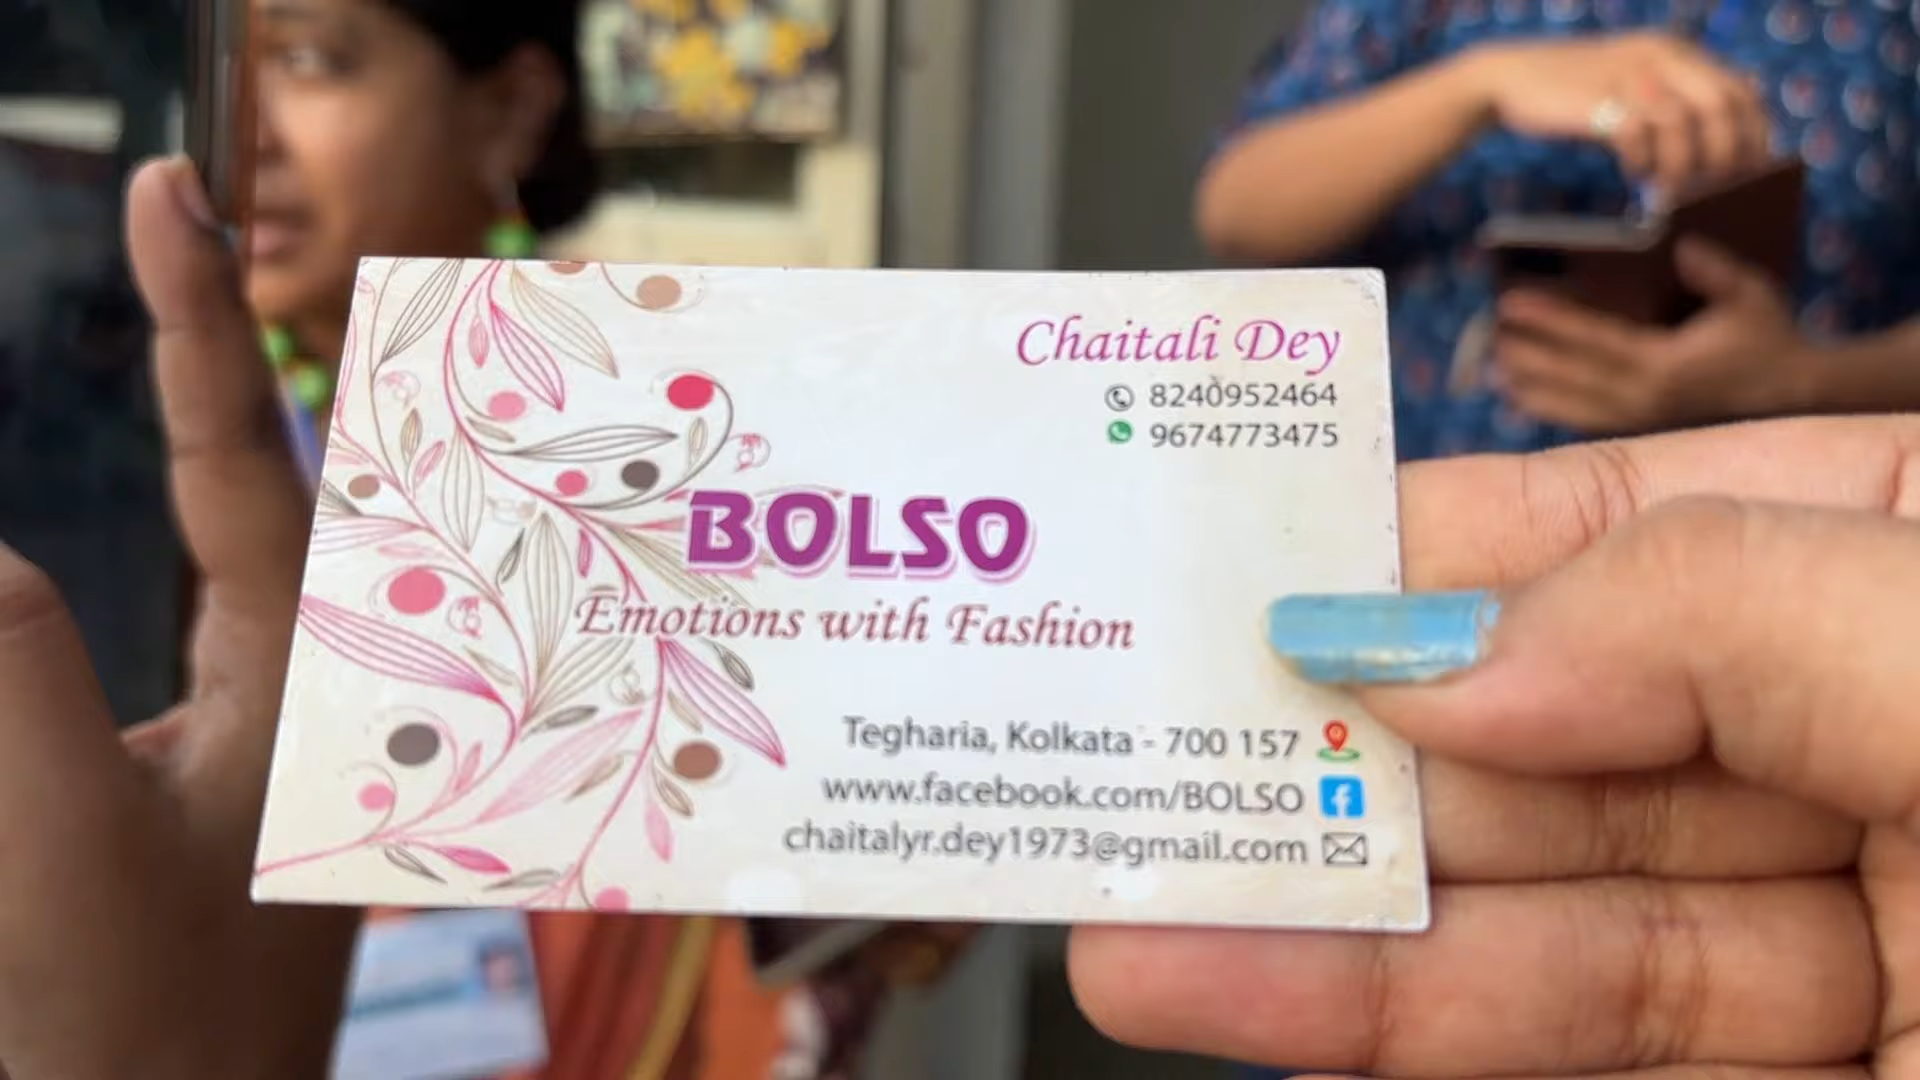 Chaitali Dey
8240952464
9674773475
BOLSO
Emotions with Fashion
Tegharia, Kolkata - 700 157
www.facebook.com/BOLSO
chaitalyr.dey1973@gmail.com